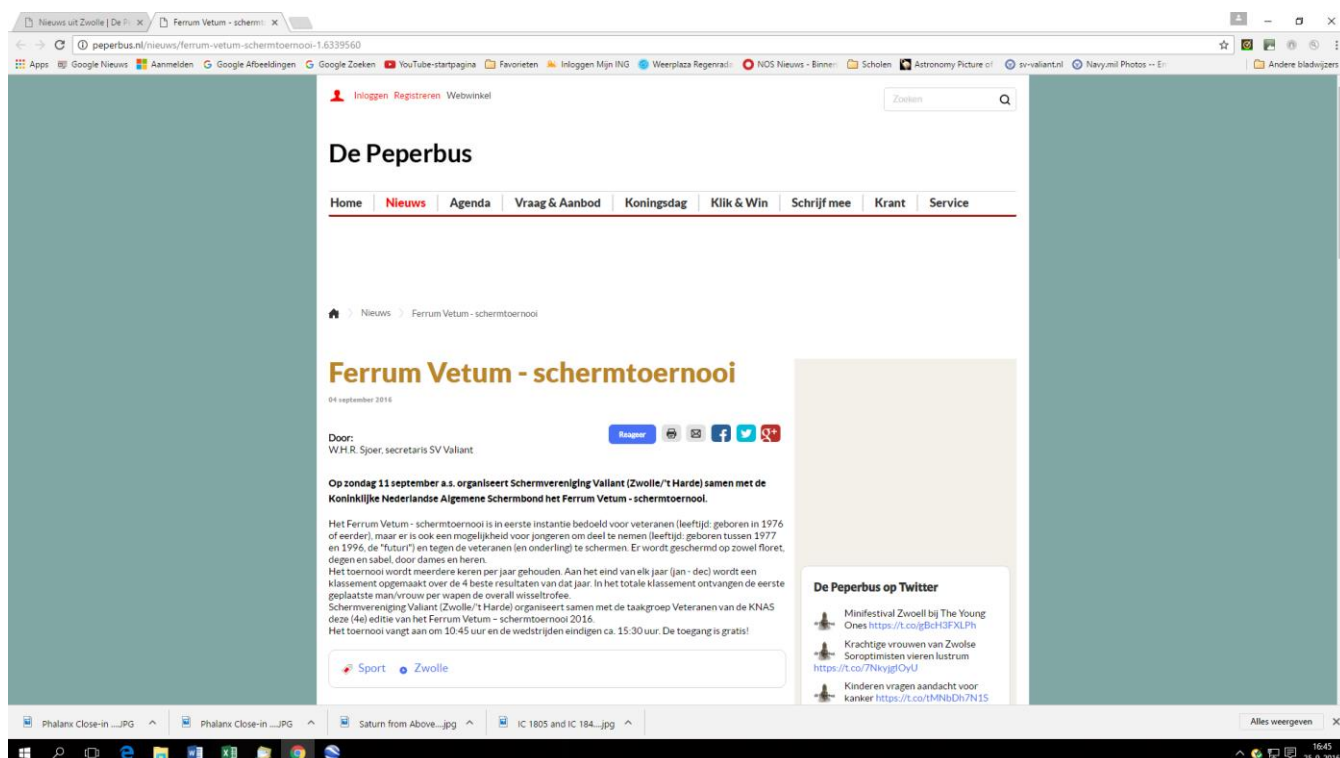 Nieuws uit Zwolle | De P
Ferrum Vetum - scherm
peperbus.nl/nieuws/ferrum-vetum-schermtoernooi-1.6339560
Apps Google Nieuws Aanmelden Google Afbeeldingen Google Zoeken YouTube-startpagina Favorieten Inloggen Mijn ING Weerplaza Regenrada NOS Nieuws - Binnen Scholen Astronomy Picture of sv-valiant.nl Navy.mil Photos -- En Andere bladwijzers
Inloggen Registreren Webwinkel
Zoeken
De Peperbus
Home Nieuws Agenda Vraag & Aanbod Koningsdag Klik & Win Schrijf mee Krant Service
Nieuws Ferrum Vetum - schermtoernooi
Ferrum Vetum - schermtoernooi
04 september 2016
Reageer
Door:
W.H.R. Sjoer, secretaris SV Valiant
Op zondag 11 september a.s. organiseert Schermvereniging Valiant (Zwolle/'t Harde) samen met de
Koninklijke Nederlandse Algemene Schermbond het Ferrum Vetum - schermtoernooi.
Het Ferrum Vetum - schermtoernooi is in eerste instantie bedoeld voor veteranen (leeftijd: geboren in 1976
of eerder), maar er is ook een mogelijkheid voor jongeren om deel te nemen (leeftijd: geboren tussen 1977
en 1996, de "futuri") en tegen de veteranen (en onderling) te schermen. Er wordt geschermd op zowel floret,
degen en sabel, door dames en heren.
Het toernooi wordt meerdere keren per jaar gehouden. Aan het eind van elk jaar (jan - dec) wordt een
klassement opgemaakt over de 4 beste resultaten van dat jaar. In het totale klassement ontvangen de eerste
geplaatste man/vrouw per wapen de overall wisseltrofee.
Schermvereniging Valiant (Zwolle/'t Harde) organiseert samen met de taakgroep Veteranen van de KNAS
deze (4e) editie van het Ferrum Vetum – schermtoernooi 2016.
Het toernooi vangt aan om 10:45 uur en de wedstrijden eindigen ca. 15:30 uur. De toegang is gratis!
Sport Zwolle
De Peperbus op Twitter
Minifestival Zwoell bij The Young
Ones https://t.co/gBcH3FXLPh
Krachtige vrouwen van Zwolse
Soroptimisten vieren lustrum
https://t.co/7NkyjglOyU
Kinderen vragen aandacht voor
kanker https://t.co/tMNbDh7N1S
Phalanx Close-in ....JPG Phalanx Close-in ....JPG Saturn from Above....jpg IC 1805 and IC 184....jpg Alles weergeven
16:45
25-9-2016